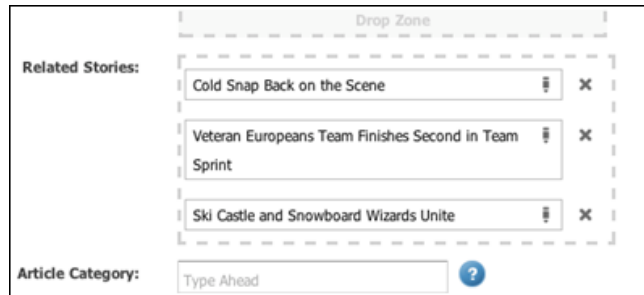 Drop Zone
Related Stories:
Cold Snap Back on the Scene
Veteran Europeans Team Finishes Second in Team
Sprint
Ski Castle and Snowboard Wizards Unite
Article Category:
Type Ahead
?